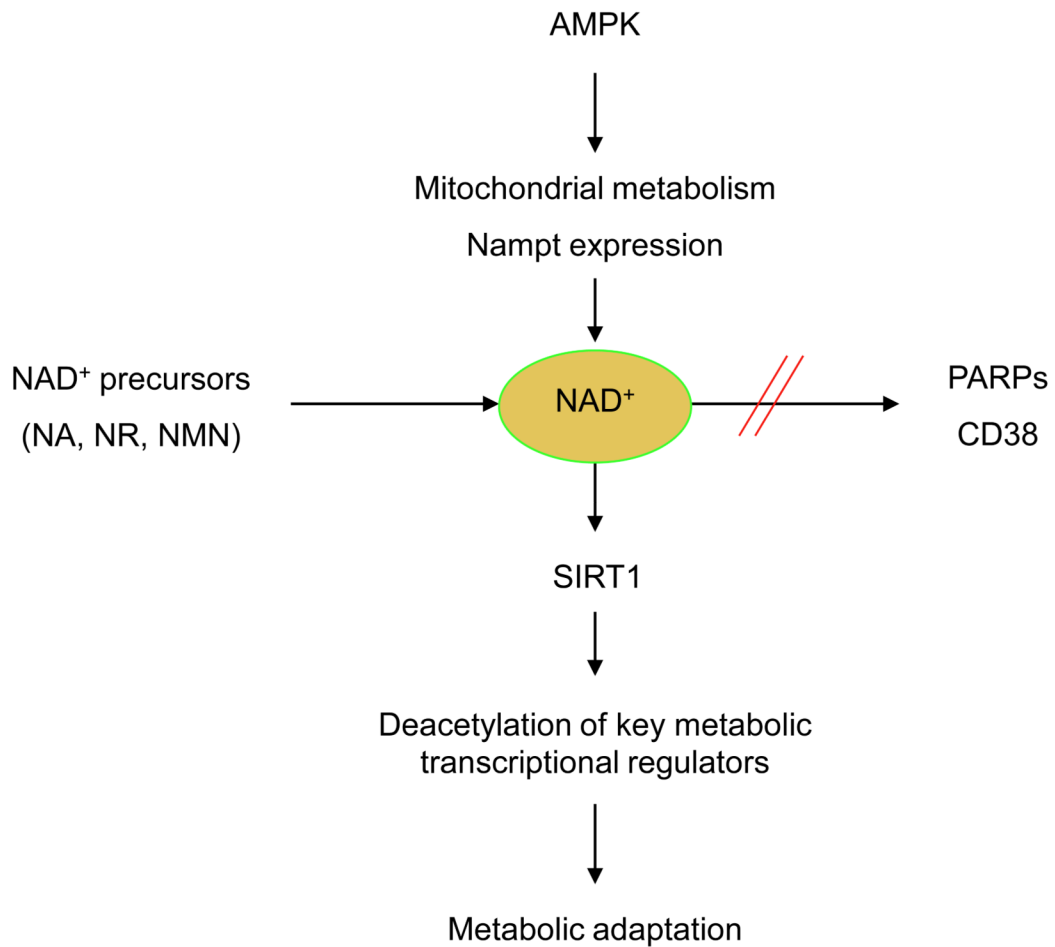 AMPK
Mitochondrial metabolism
Nampt expression
NAD⁺ precursors
(NA, NR, NMN)
NAD⁺
PARPs
CD38
SIRT1
Deacetylation of key metabolic
transcriptional regulators
Metabolic adaptation